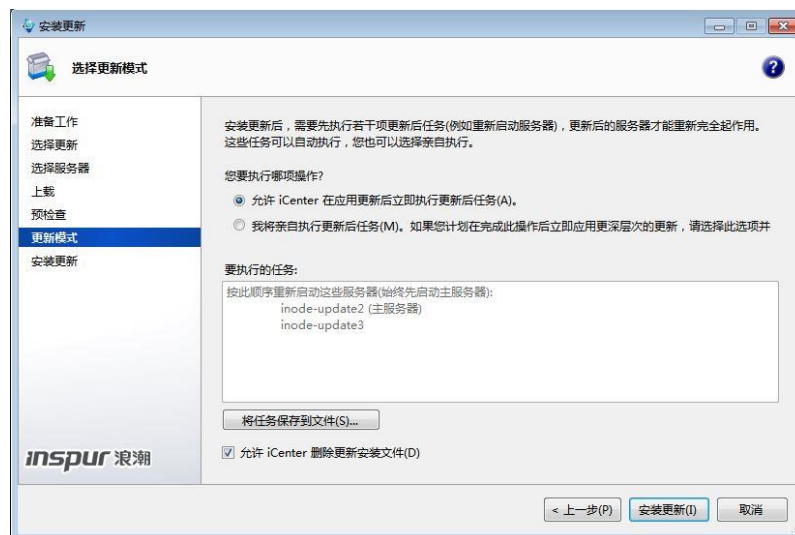 安装更新
选择更新模式
?
准备工作
选择更新
选择服务器
上载
预检查
更新模式
安装更新
安装更新后，需要先执行若干项更新后任务(例如重新启动服务器)，更新后的服务器才能重新完全起作用。
这些任务可以自动执行，您也可以选择亲自执行。
您要执行哪项操作?
允许 iCenter 在应用更新后立即执行更新后任务(A)。
我将亲自执行更新后任务(M)。如果您计划在完成此操作后立即应用更深层次的更新，请选择此选项并
要执行的任务:
按此顺序重新启动这些服务器(始终先启动主服务器):
inode-update2 (主服务器)
inode-update3
将任务保存到文件(S)...
允许 iCenter 删除更新安装文件(D)
inspur 浪潮
< 上一步(P)
安装更新(I)
取消